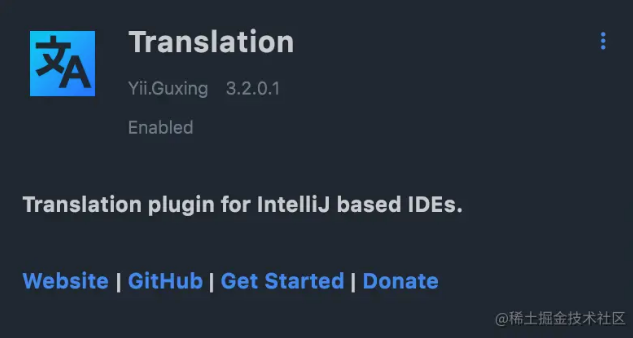 文A
Translation
Yii.Guxing 3.2.0.1
Enabled
Translation plugin for IntelliJ based IDEs.
Website | GitHub | Get Started | Donate
@稀土掘金技术社区